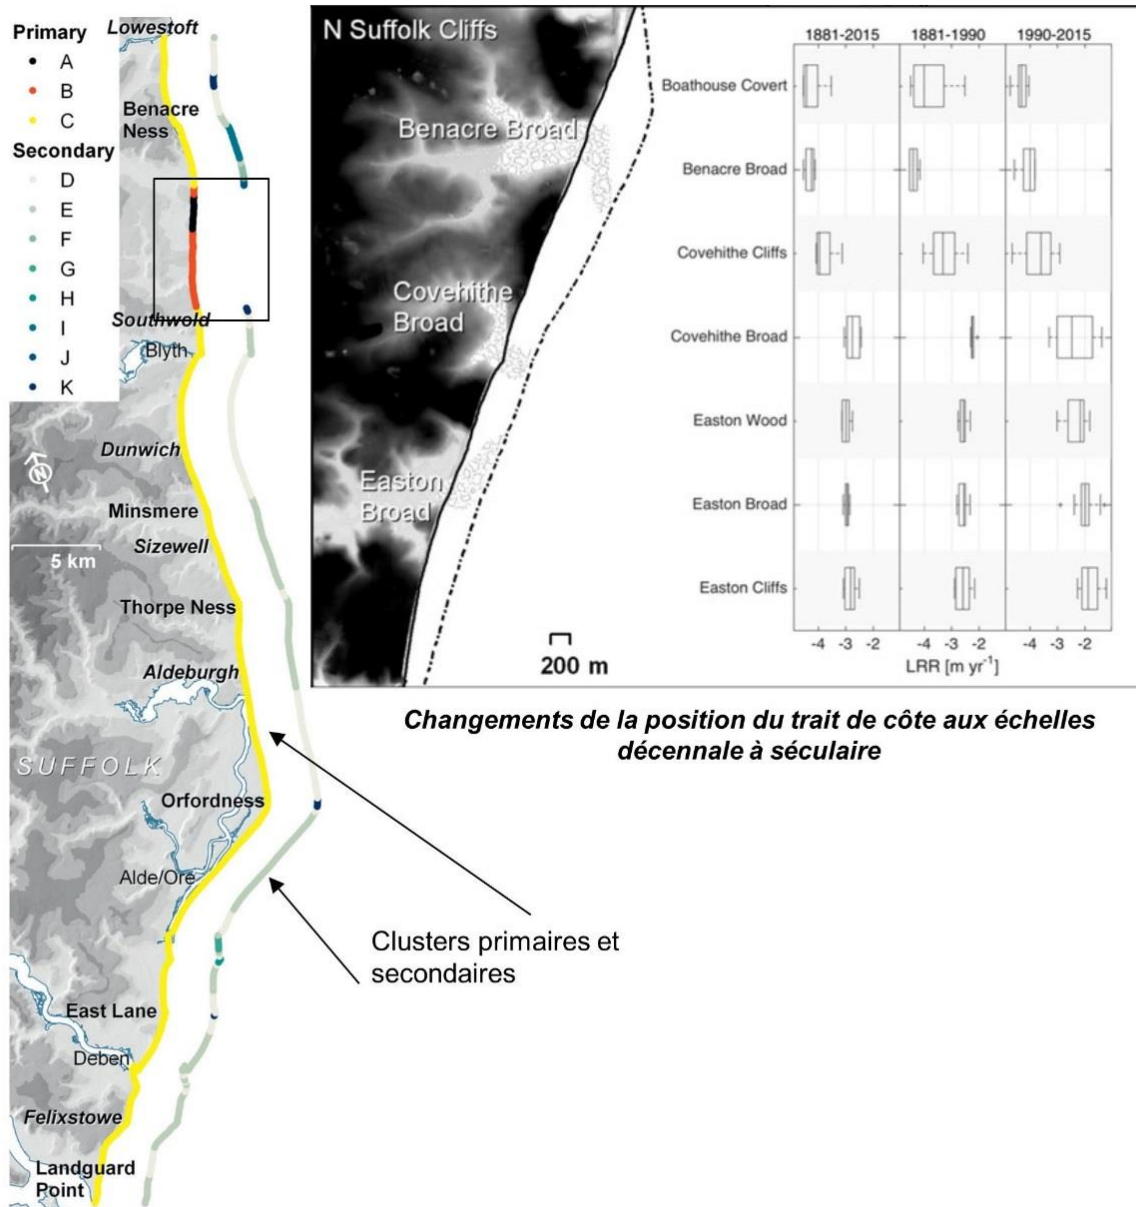 Primary
A
B
C
Secondary
D
E
F
G
H
I
J
K
Lowestoft
Benacre
Ness
Southwold
Blyth
Dunwich
Minsmere
Sizewell
5 km
Thorpe Ness
Aldeburgh
SUFFOLK
Orfordness
Alde/Ore
East Lane
Deben
Felixstowe
Landguard
Point
N
N Suffolk Cliffs
Benacre Broad
Covehithe
Broad
Easton
Broad
200 m
1881-2015 1881-1990 1990-2015
Boathouse Covert
Benacre Broad
Covehithe Cliffs
Covehithe Broad
Easton Wood
Easton Broad
Easton Cliffs
-4 -3 -2 -4 -3 -2 -4 -3 -2
LRR [m yr-1]
Changements de la position du trait de côte aux échelles
décennale à séculaire
Clusters primaires et
secondaires